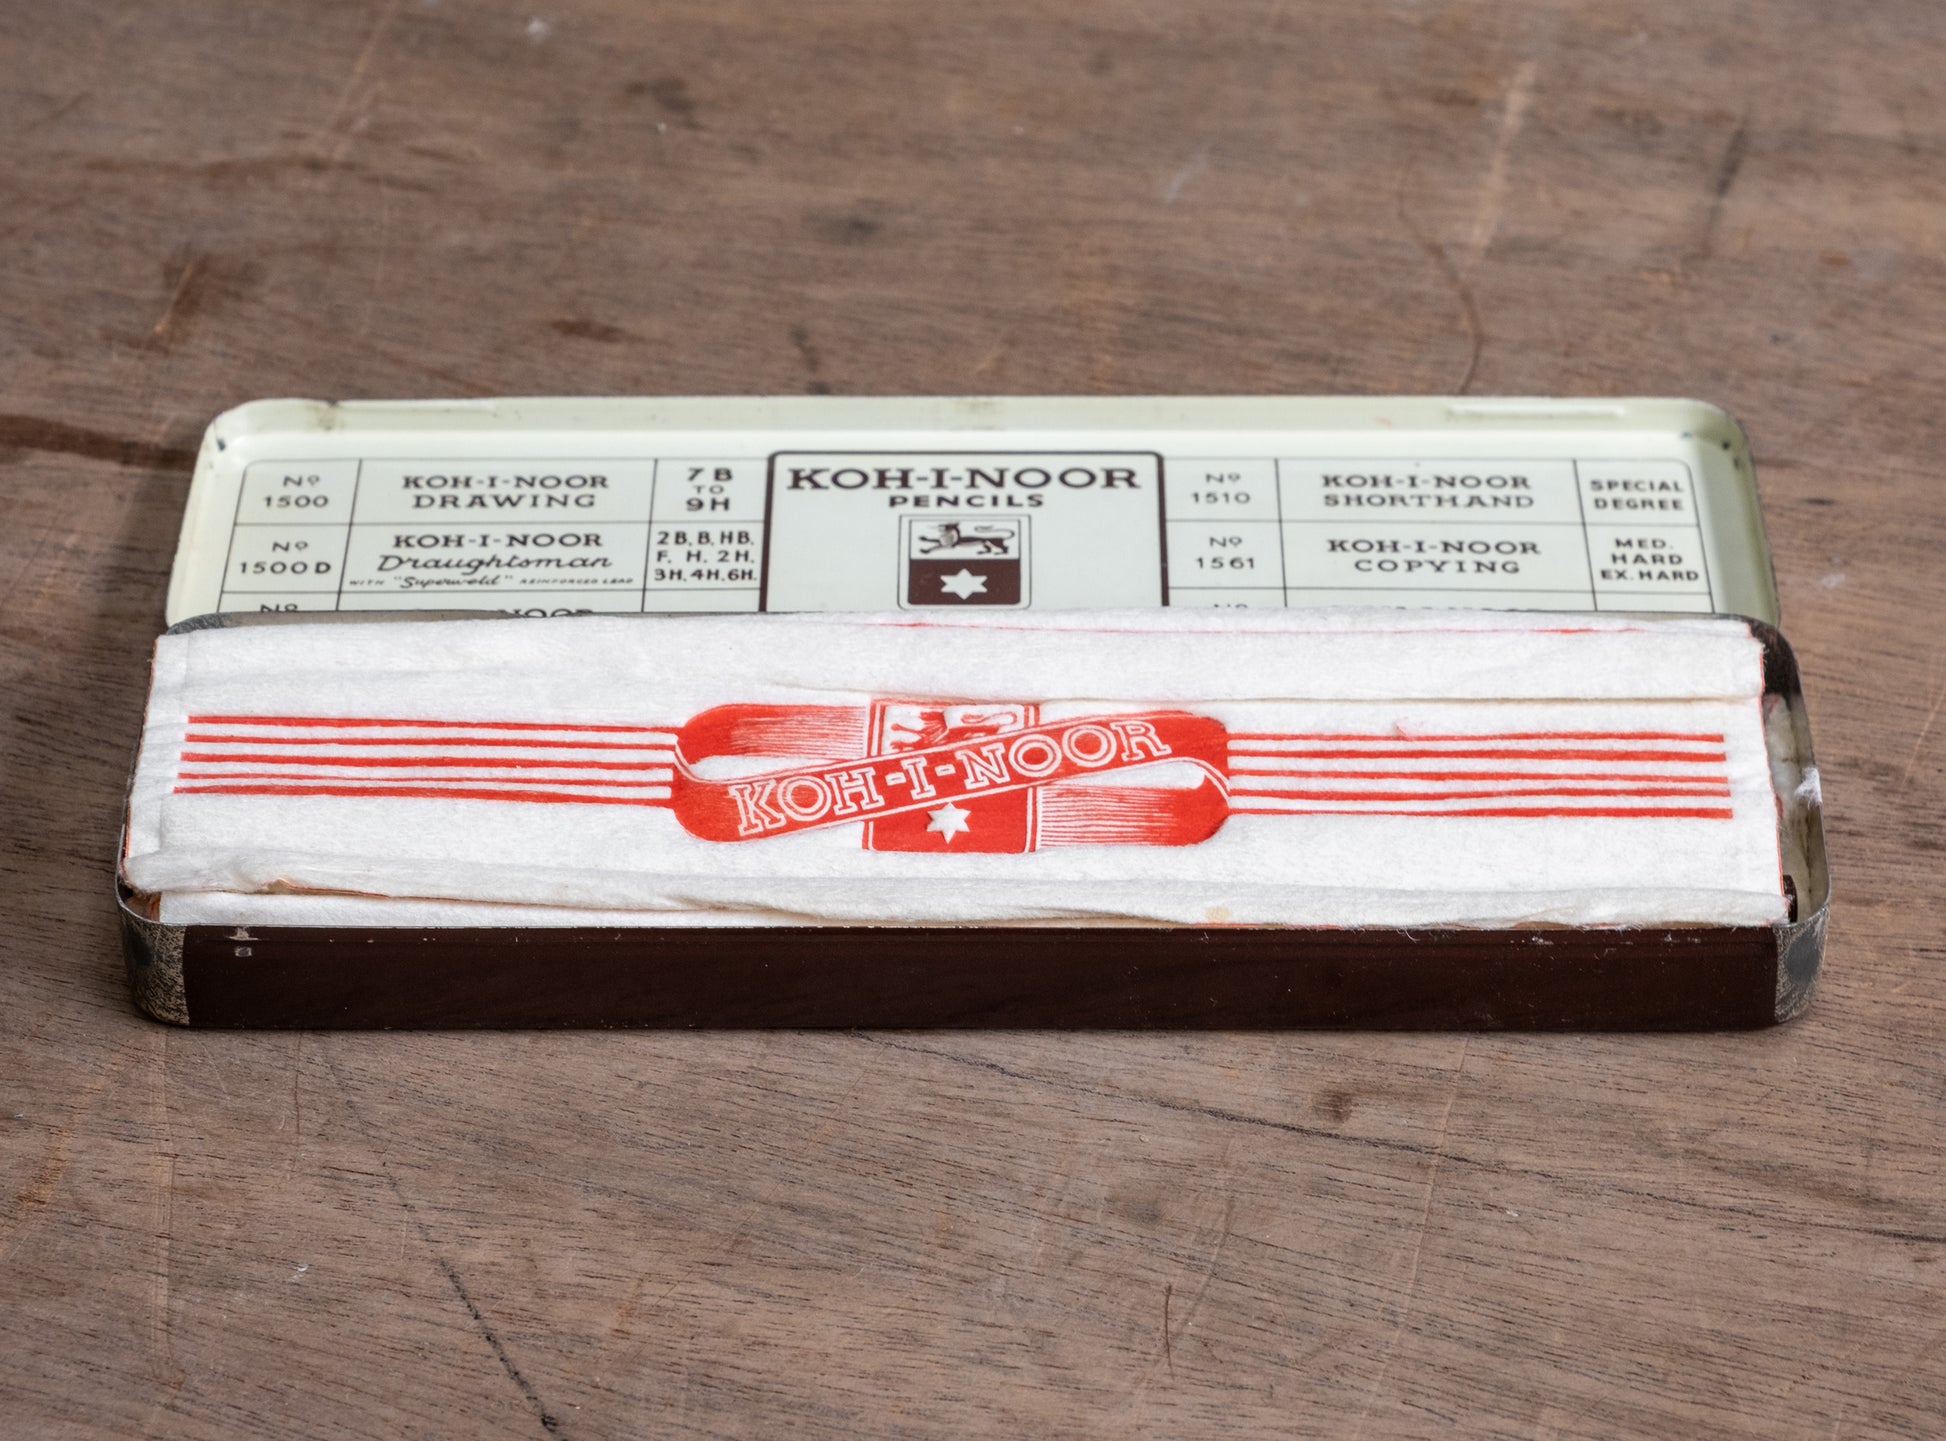 Nº
1500
KOH-I-NOOR
DRAWING
7B
TO
9H
KOH-I-NOOR
PENCILS
Nº
1510
KOH-I-NOOR
SHORTHAND
SPECIAL
DEGREE
Nº
1500D
KOH-I-NOOR
Draughtsman
WITH "Superweld" REINFORCED LEAD
2B, B, HB,
F, H, 2H,
3H, 4H, 6H.
Nº
1561
KOH-I-NOOR
COPYING
MED.
HARD
EX. HARD
Nº
NOOR
KOH-I-NOOR